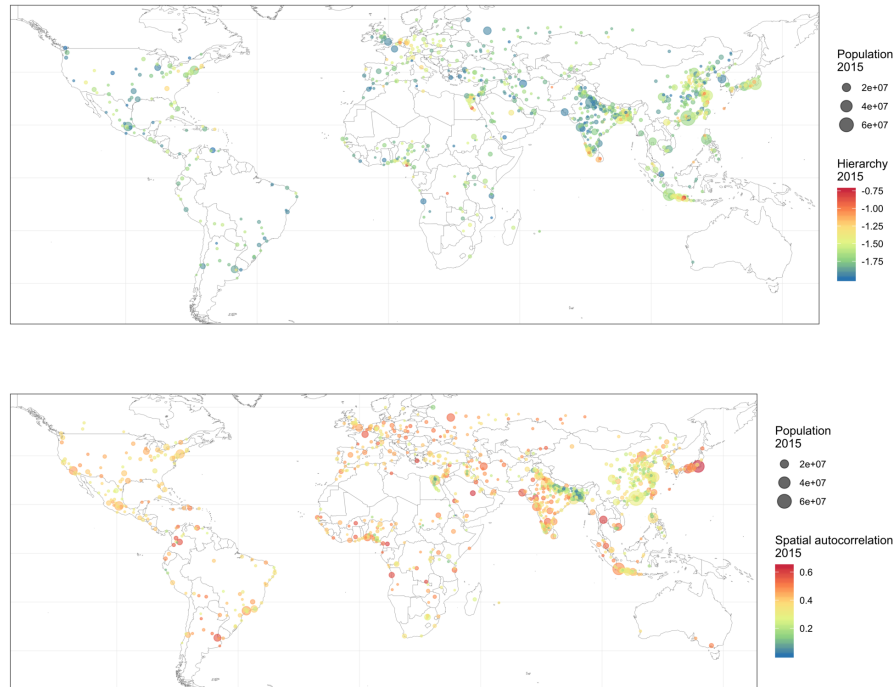 Population
2015
2e+07
4e+07
6e+07
Hierarchy
2015
-0.75
-1.00
-1.25
-1.50
-1.75
Population
2015
2e+07
4e+07
6e+07
Spatial autocorrelation
2015
0.6
0.4
0.2